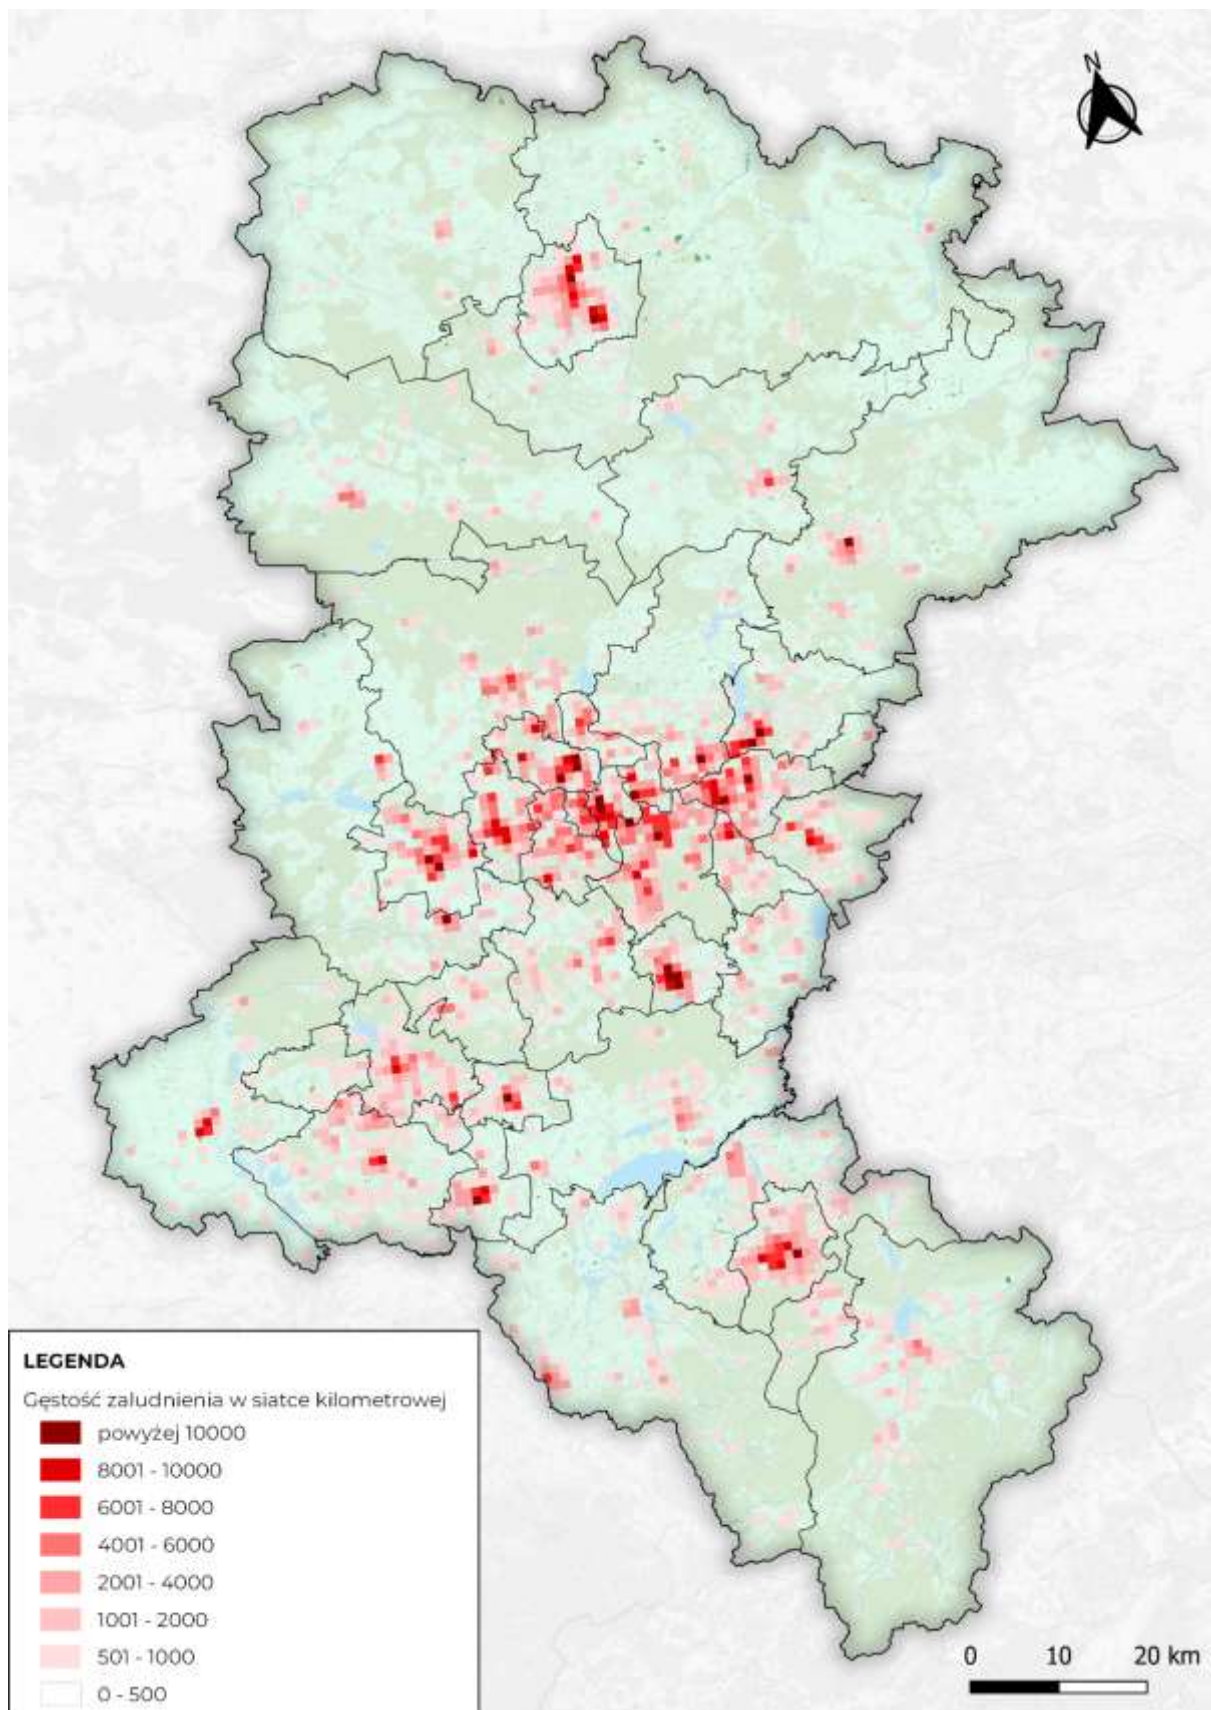 N
LEGENDA
Gęstość zaludnienia w siatce kilometrowej
powyżej 10000
8001 - 10000
6001 - 8000
4001 - 6000
2001 - 4000
1001 - 2000
501 - 1000
0 - 500
0 10 20 km